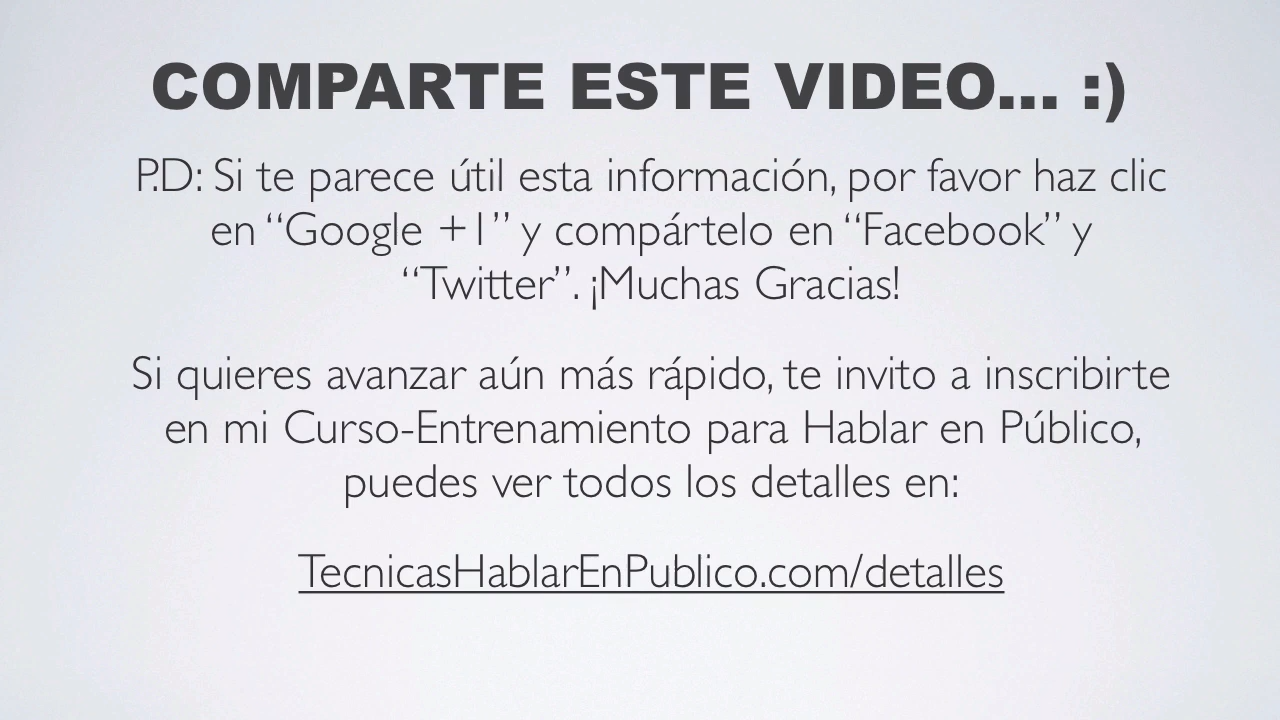 COMPARTE ESTE VIDEO... :)
P.D: Si te parece útil esta información, por favor haz clic
en “Google +1” y compártelo en “Facebook” y
“Twitter”. ¡Muchas Gracias!
Si quieres avanzar aún más rápido, te invito a inscribirte
en mi Curso-Entrenamiento para Hablar en Público,
puedes ver todos los detalles en:
TecnicasHablarEnPublico.com/detalles